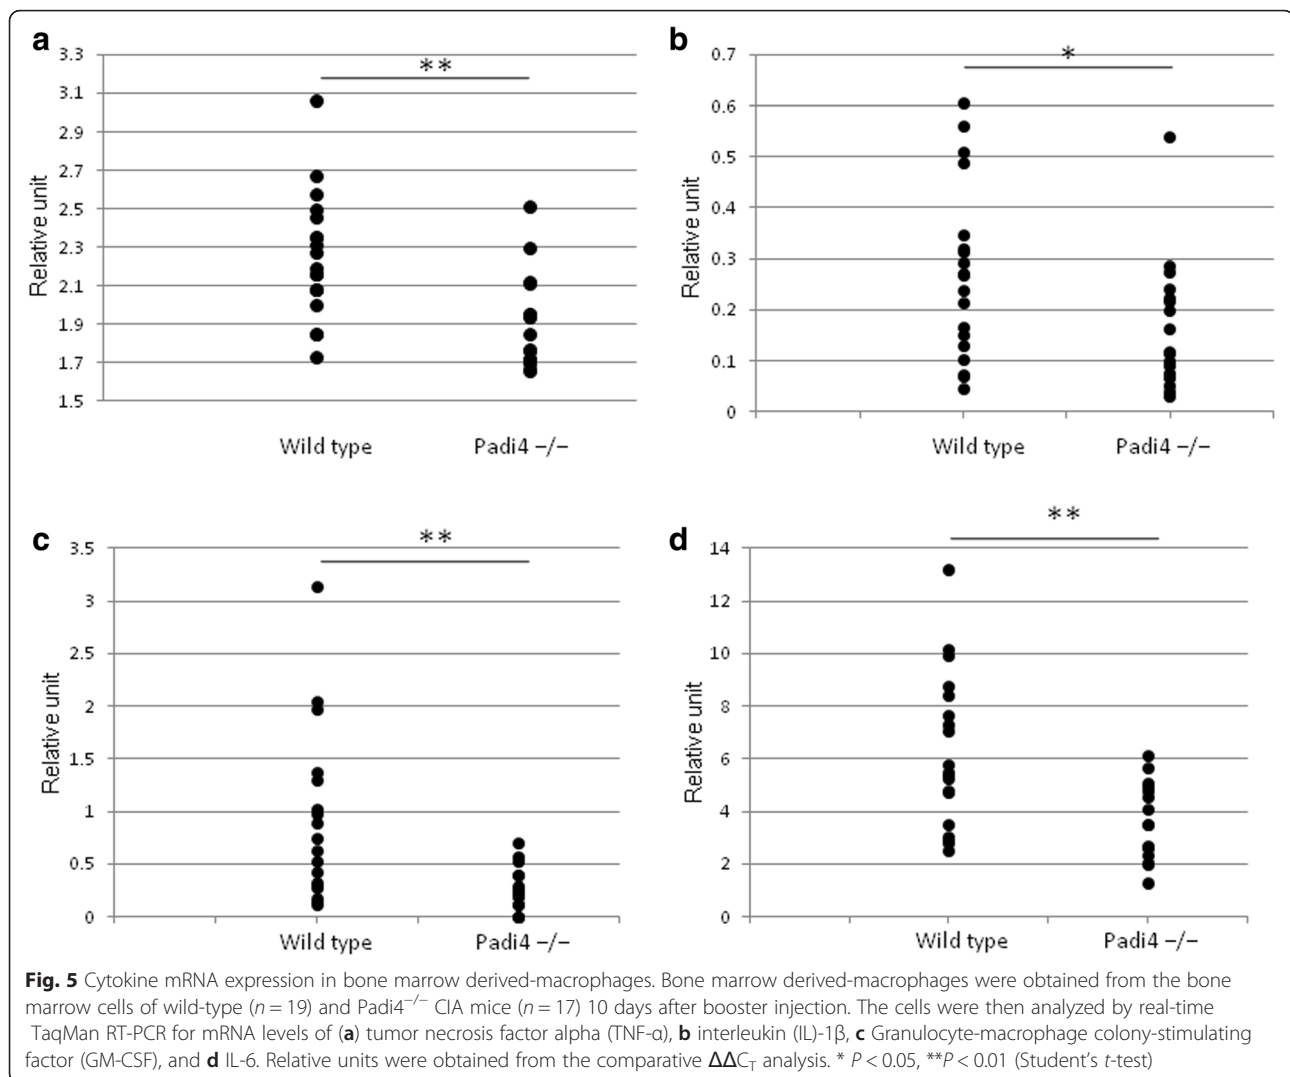 a
3.3
3.1
2.9
2.7
2.5
2.3
2.1
1.9
1.7
1.5
Relative unit
**
Wild type
Padi4 −/−
b
0.7
0.6
0.5
0.4
0.3
0.2
0.1
0
Relative unit
*
Wild type
Padi4 −/−
c
3.5
3
2.5
2
1.5
1
0.5
0
Relative unit
**
Wild type
Padi4 −/−
d
14
12
10
8
6
4
2
0
Relative unit
**
Wild type
Padi4 −/−
Fig. 5 Cytokine mRNA expression in bone marrow derived-macrophages. Bone marrow derived-macrophages were obtained from the bone
marrow cells of wild-type (n = 19) and Padi4−/− CIA mice (n = 17) 10 days after booster injection. The cells were then analyzed by real-time
TaqMan RT-PCR for mRNA levels of (a) tumor necrosis factor alpha (TNF-α), b interleukin (IL)-1β, c Granulocyte-macrophage colony-stimulating
factor (GM-CSF), and d IL-6. Relative units were obtained from the comparative ΔΔCT analysis. * P < 0.05, **P < 0.01 (Student’s t-test)